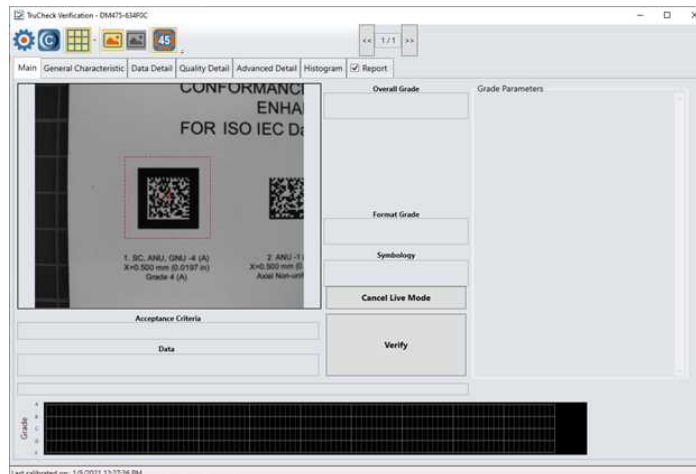 TruCheck Verification - DM475-634F0C
45
<< 1 / 1 >>
Main General Characteristic Data Detail Quality Detail Advanced Detail Histogram Report
CONFORMANC
ENHA
FOR ISO IEC Da
1. SC, ANU, GNU -4 (A)
X=0.500 mm (0.0197 in)
Grade 4 (A)
2. ANU -1
X=0.500 mm (0
Axial Non-uni
Overall Grade
Format Grade
Symbology
Cancel Live Mode
Verify
Grade Parameters
Acceptance Criteria
Data
Grade
A
B
C
D
F
Last calibrated on: 1/5/2021 12:27:36 PM